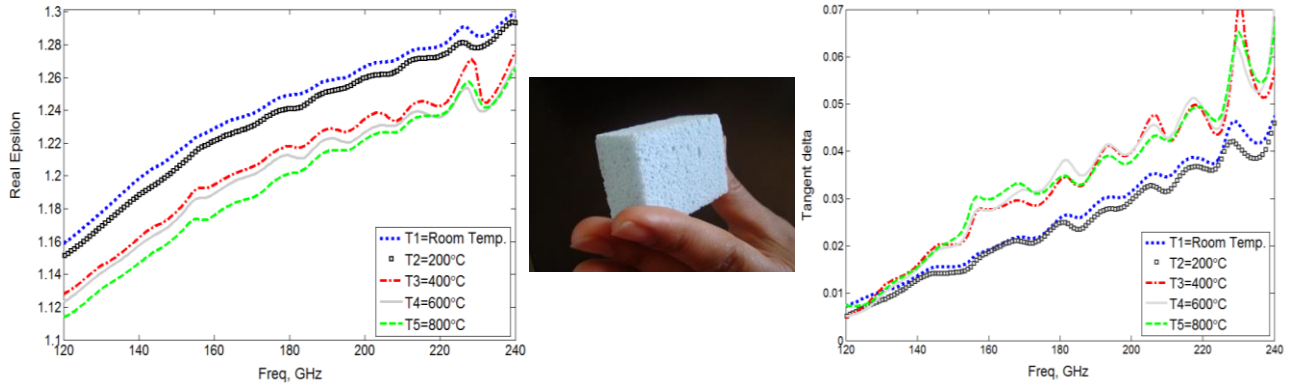 1.3
1.28
1.26
1.24
1.22
1.2
1.18
1.16
1.14
1.12
1.1
Real Epsilon
T1=Room Temp.
T2=200°C
T3=400°C
T4=600°C
T5=800°C
120 140 160 180 200 220 240
Freq, GHz
0.07
0.06
0.05
0.04
0.03
0.02
0.01
0
Tangent delta
T1=Room Temp.
T2=200°C
T3=400°C
T4=600°C
T5=800°C
120 140 160 180 200 220 240
Freq, GHz